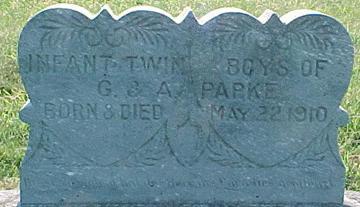 INFANT TWIN BOYS OF
G. & A. PARKE
BORN & DIED MAY 22, 1910